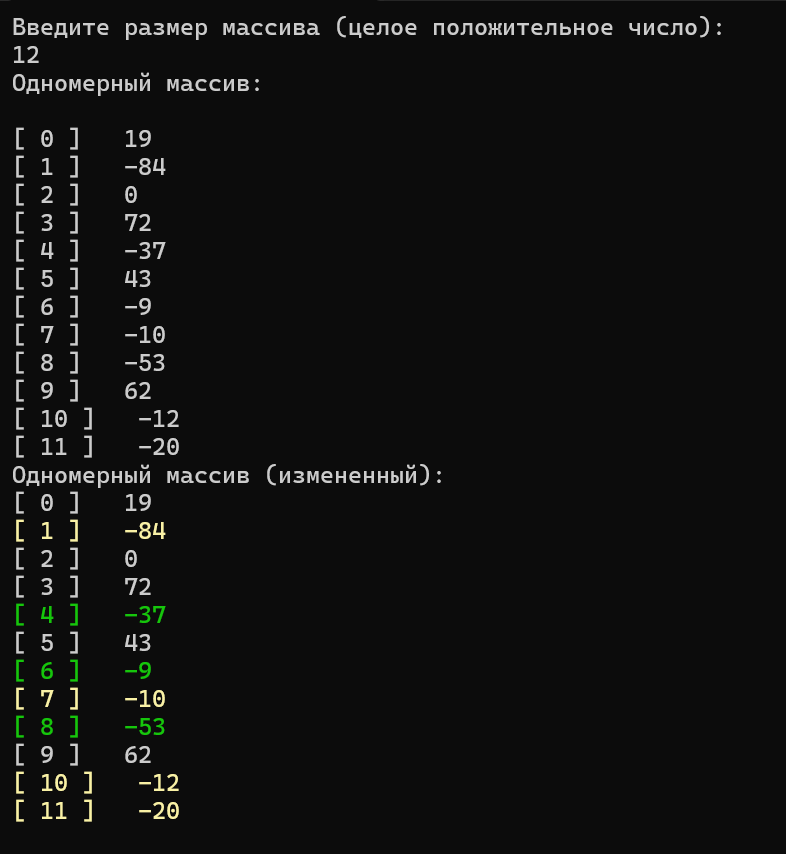 Введите размер массива (целое положительное число):
12
Одномерный массив:
[ 0 ]   19
[ 1 ]   -84
[ 2 ]   0
[ 3 ]   72
[ 4 ]   -37
[ 5 ]   43
[ 6 ]   -9
[ 7 ]   -10
[ 8 ]   -53
[ 9 ]   62
[ 10 ]   -12
[ 11 ]   -20
Одномерный массив (измененный):
[ 0 ]   19
[ 1 ]   -84
[ 2 ]   0
[ 3 ]   72
[ 4 ]   -37
[ 5 ]   43
[ 6 ]   -9
[ 7 ]   -10
[ 8 ]   -53
[ 9 ]   62
[ 10 ]   -12
[ 11 ]   -20